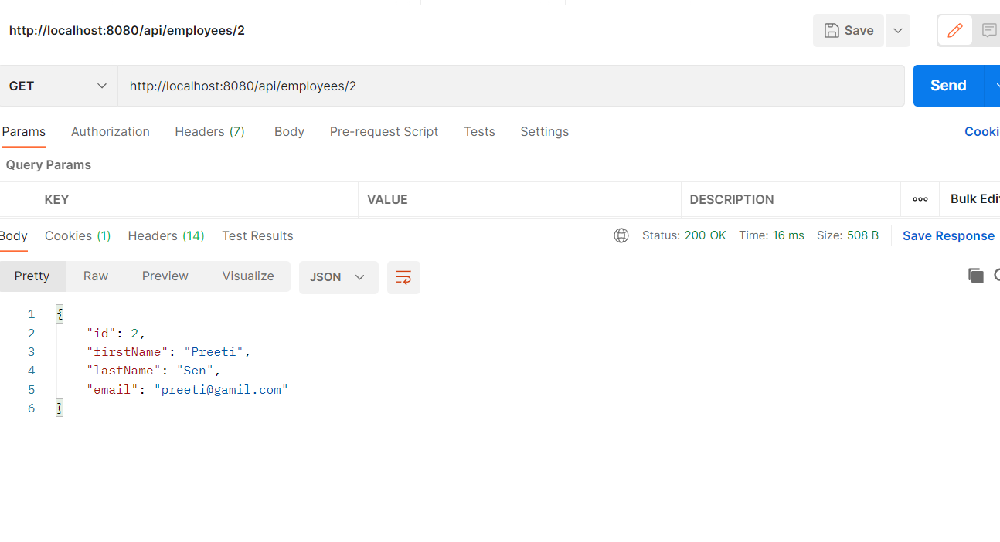 http://localhost:8080/api/employees/2 Save
GET http://localhost:8080/api/employees/2 Send
Params Authorization Headers (7) Body Pre-request Script Tests Settings Cooki
Query Params
KEY VALUE DESCRIPTION ooo Bulk Edit
Body Cookies (1) Headers (14) Test Results Status: 200 OK Time: 16 ms Size: 508 B Save Response
Pretty Raw Preview Visualize JSON
1 {
2 "id": 2,
3 "firstName": "Preeti",
4 "lastName": "Sen",
5 "email": "preeti@gamil.com"
6 }